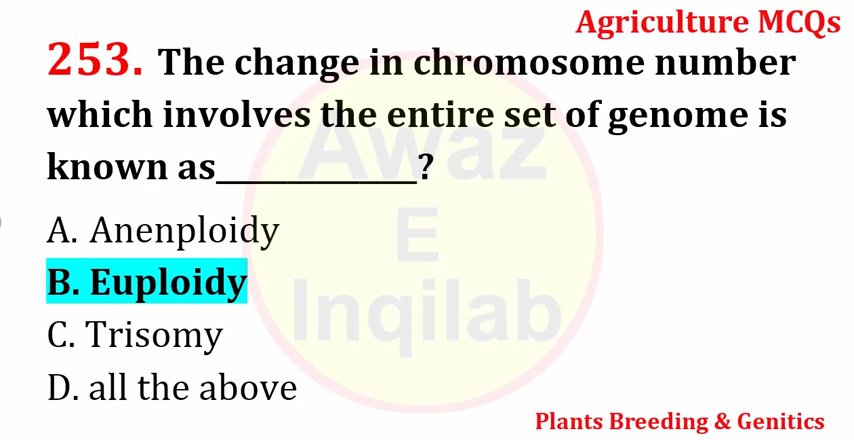 Agriculture MCQs
253. The change in chromosome number
which involves the entire set of genome is
known as______________?
A. Anenploidy
B. Euploidy
C. Trisomy
D. all the above
Awaz
E
Inqilab
Plants Breeding & Genitics